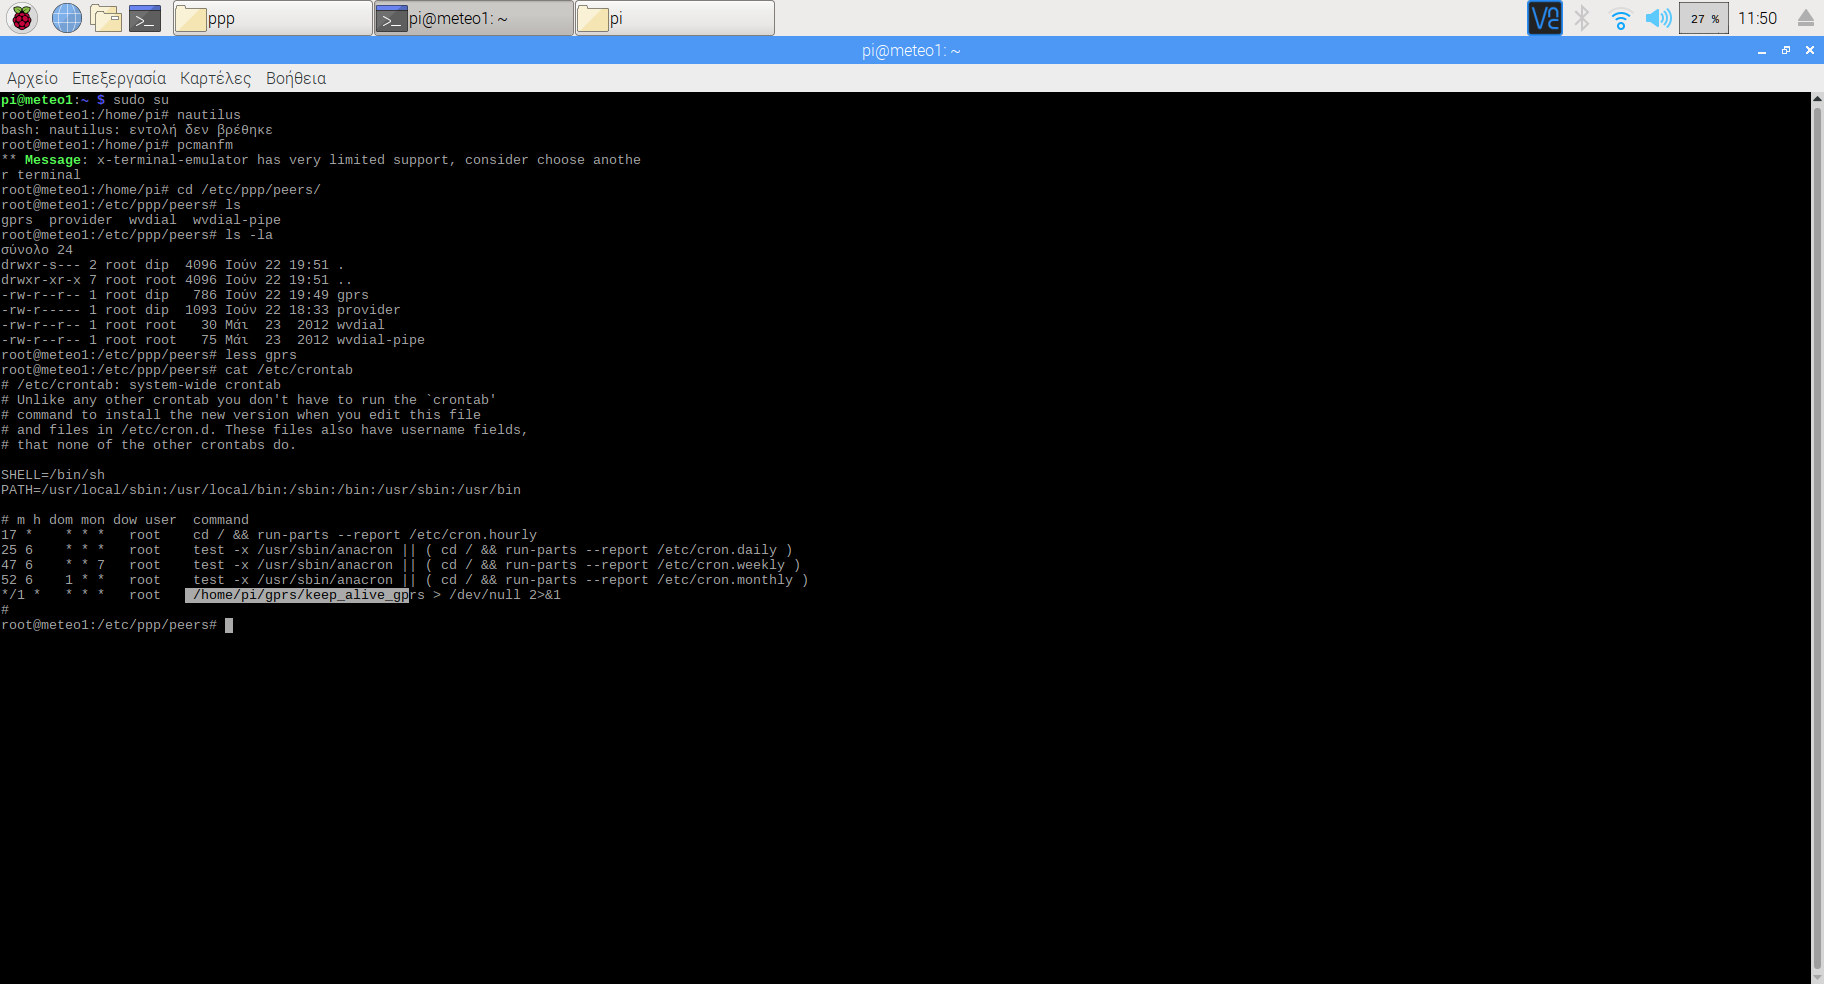 ppp
pi@meteo1: ~
pi
27 %
11:50
pi@meteo1: ~
Αρχείο Επεξεργασία Καρτέλες Βοήθεια
pi@meteo1:~ $ sudo su
root@meteo1:/home/pi# nautilus
bash: nautilus: εντολή δεν βρέθηκε
root@meteo1:/home/pi# pcmanfm
** Message: x-terminal-emulator has very limited support, consider choose anothe
r terminal
root@meteo1:/home/pi# cd /etc/ppp/peers/
root@meteo1:/etc/ppp/peers# ls
gprs  provider  wvdial  wvdial-pipe
root@meteo1:/etc/ppp/peers# ls -la
σύνολο 24
drwxr-s--- 2 root dip  4096 Ιούν 22 19:51 .
drwxr-xr-x 7 root root 4096 Ιούν 22 19:51 ..
-rw-r--r-- 1 root dip   786 Ιούν 22 19:49 gprs
-rw-r----- 1 root dip  1093 Ιούν 22 18:33 provider
-rw-r--r-- 1 root root   30 Μάι  23  2012 wvdial
-rw-r--r-- 1 root root   75 Μάι  23  2012 wvdial-pipe
root@meteo1:/etc/ppp/peers# less gprs
root@meteo1:/etc/ppp/peers# cat /etc/crontab
# /etc/crontab: system-wide crontab
# Unlike any other crontab you don't have to run the `crontab'
# command to install the new version when you edit this file
# and files in /etc/cron.d. These files also have username fields,
# that none of the other crontabs do.
SHELL=/bin/sh
PATH=/usr/local/sbin:/usr/local/bin:/sbin:/bin:/usr/sbin:/usr/bin
# m h dom mon dow user  command
17 *    * * *   root    cd / && run-parts --report /etc/cron.hourly
25 6    * * *   root    test -x /usr/sbin/anacron || ( cd / && run-parts --report /etc/cron.daily )
47 6    * * 7   root    test -x /usr/sbin/anacron || ( cd / && run-parts --report /etc/cron.weekly )
52 6    1 * *   root    test -x /usr/sbin/anacron || ( cd / && run-parts --report /etc/cron.monthly )
*/1 *   * * *   root    /home/pi/gprs/keep_alive_gprs > /dev/null 2>&1
#
root@meteo1:/etc/ppp/peers#